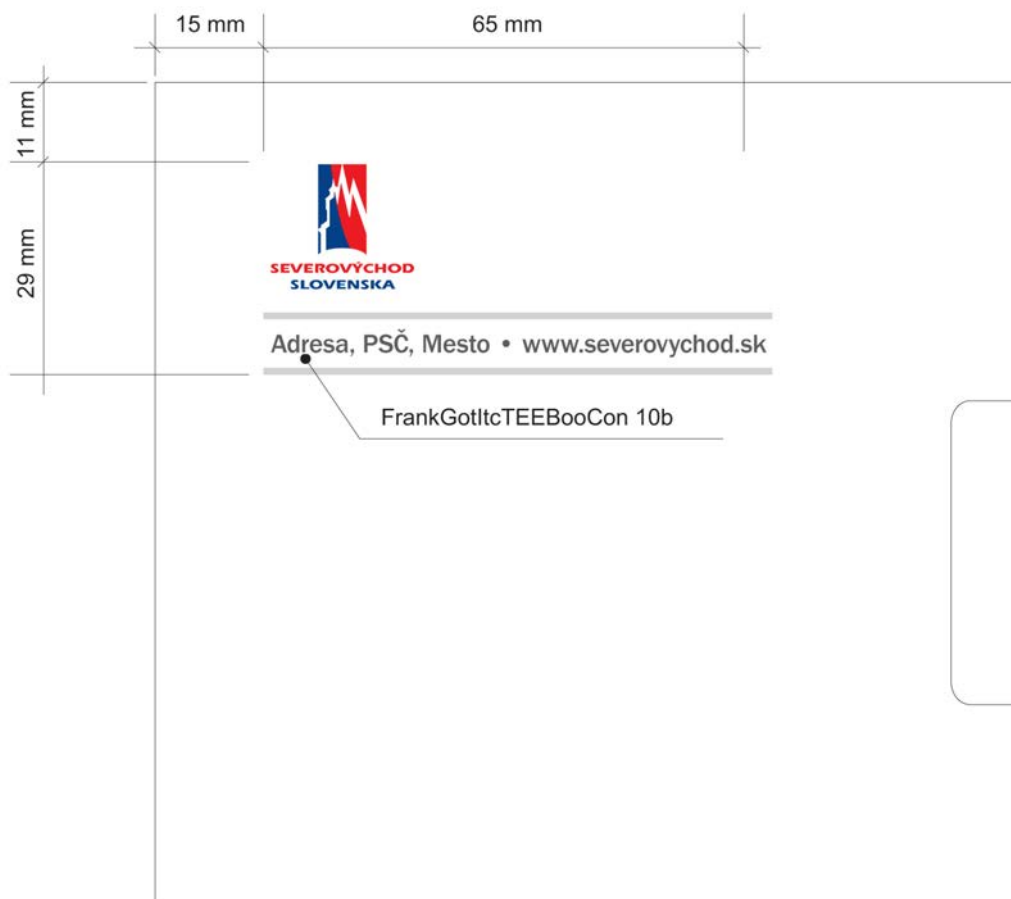 15 mm
65 mm
11 mm
29 mm
SEVEROVÝCHOD
SLOVENSKA
Adresa, PSČ, Mesto • www.severovychod.sk
FrankGotItcTEEBooCon 10b